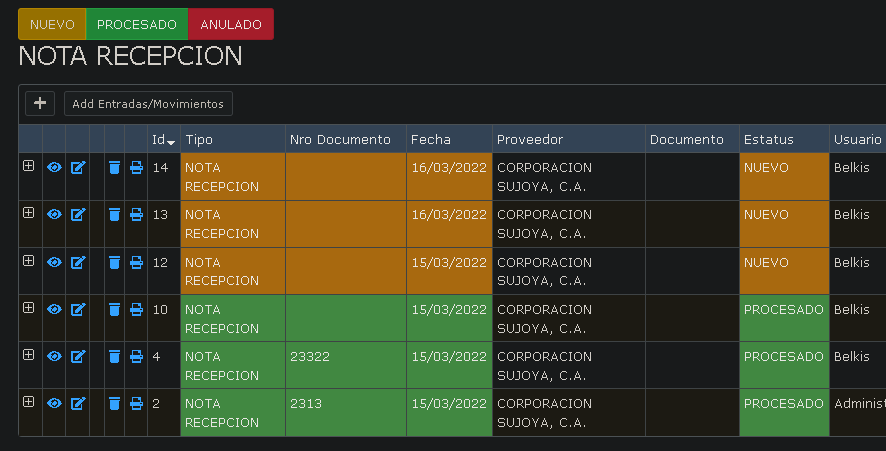 NUEVO PROCESADO ANULADO
NOTA RECEPCION
Add Entradas/Movimientos
Id Tipo Nro Documento Fecha Proveedor Documento Estatus Usuario
14 NOTA RECEPCION 16/03/2022 CORPORACION SUJOYA, C.A. NUEVO Belkis
13 NOTA RECEPCION 16/03/2022 CORPORACION SUJOYA, C.A. NUEVO Belkis
12 NOTA RECEPCION 15/03/2022 CORPORACION SUJOYA, C.A. NUEVO Belkis
10 NOTA RECEPCION 15/03/2022 CORPORACION SUJOYA, C.A. PROCESADO Belkis
4 NOTA RECEPCION 23322 15/03/2022 CORPORACION SUJOYA, C.A. PROCESADO Belkis
2 NOTA RECEPCION 2313 15/03/2022 CORPORACION SUJOYA, C.A. PROCESADO Administ